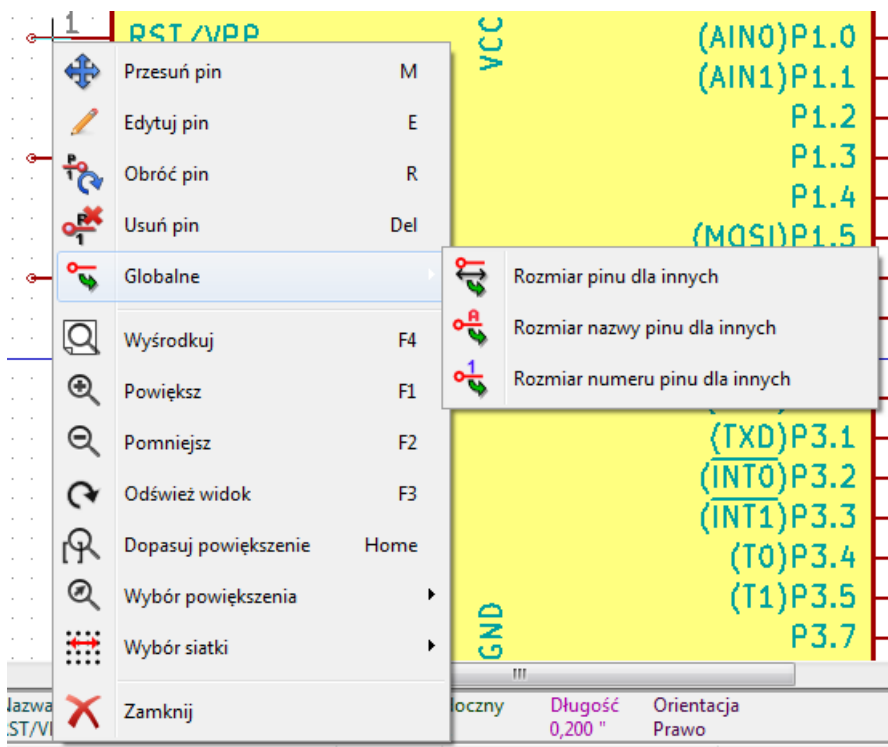 1
RST/VPP
VCC
(AIN0)P1.0
(AIN1)P1.1
P1.2
P1.3
P1.4
(MOSI)P1.5
Przesuń pin M
Edytuj pin E
Obróć pin R
Usuń pin Del
Globalne
Rozmiar pinu dla innych
Rozmiar nazwy pinu dla innych
Rozmiar numeru pinu dla innych
Wyśrodkuj F4
Powiększ F1
Pomniejsz F2
Odśwież widok F3
Dopasuj powiększenie Home
Wybór powiększenia
Wybór siatki
Zamknij
(TXD)P3.1
(INT0)P3.2
(INT1)P3.3
(T0)P3.4
(T1)P3.5
P3.7
GND
Długość
0,200 "
Orientacja
Prawo